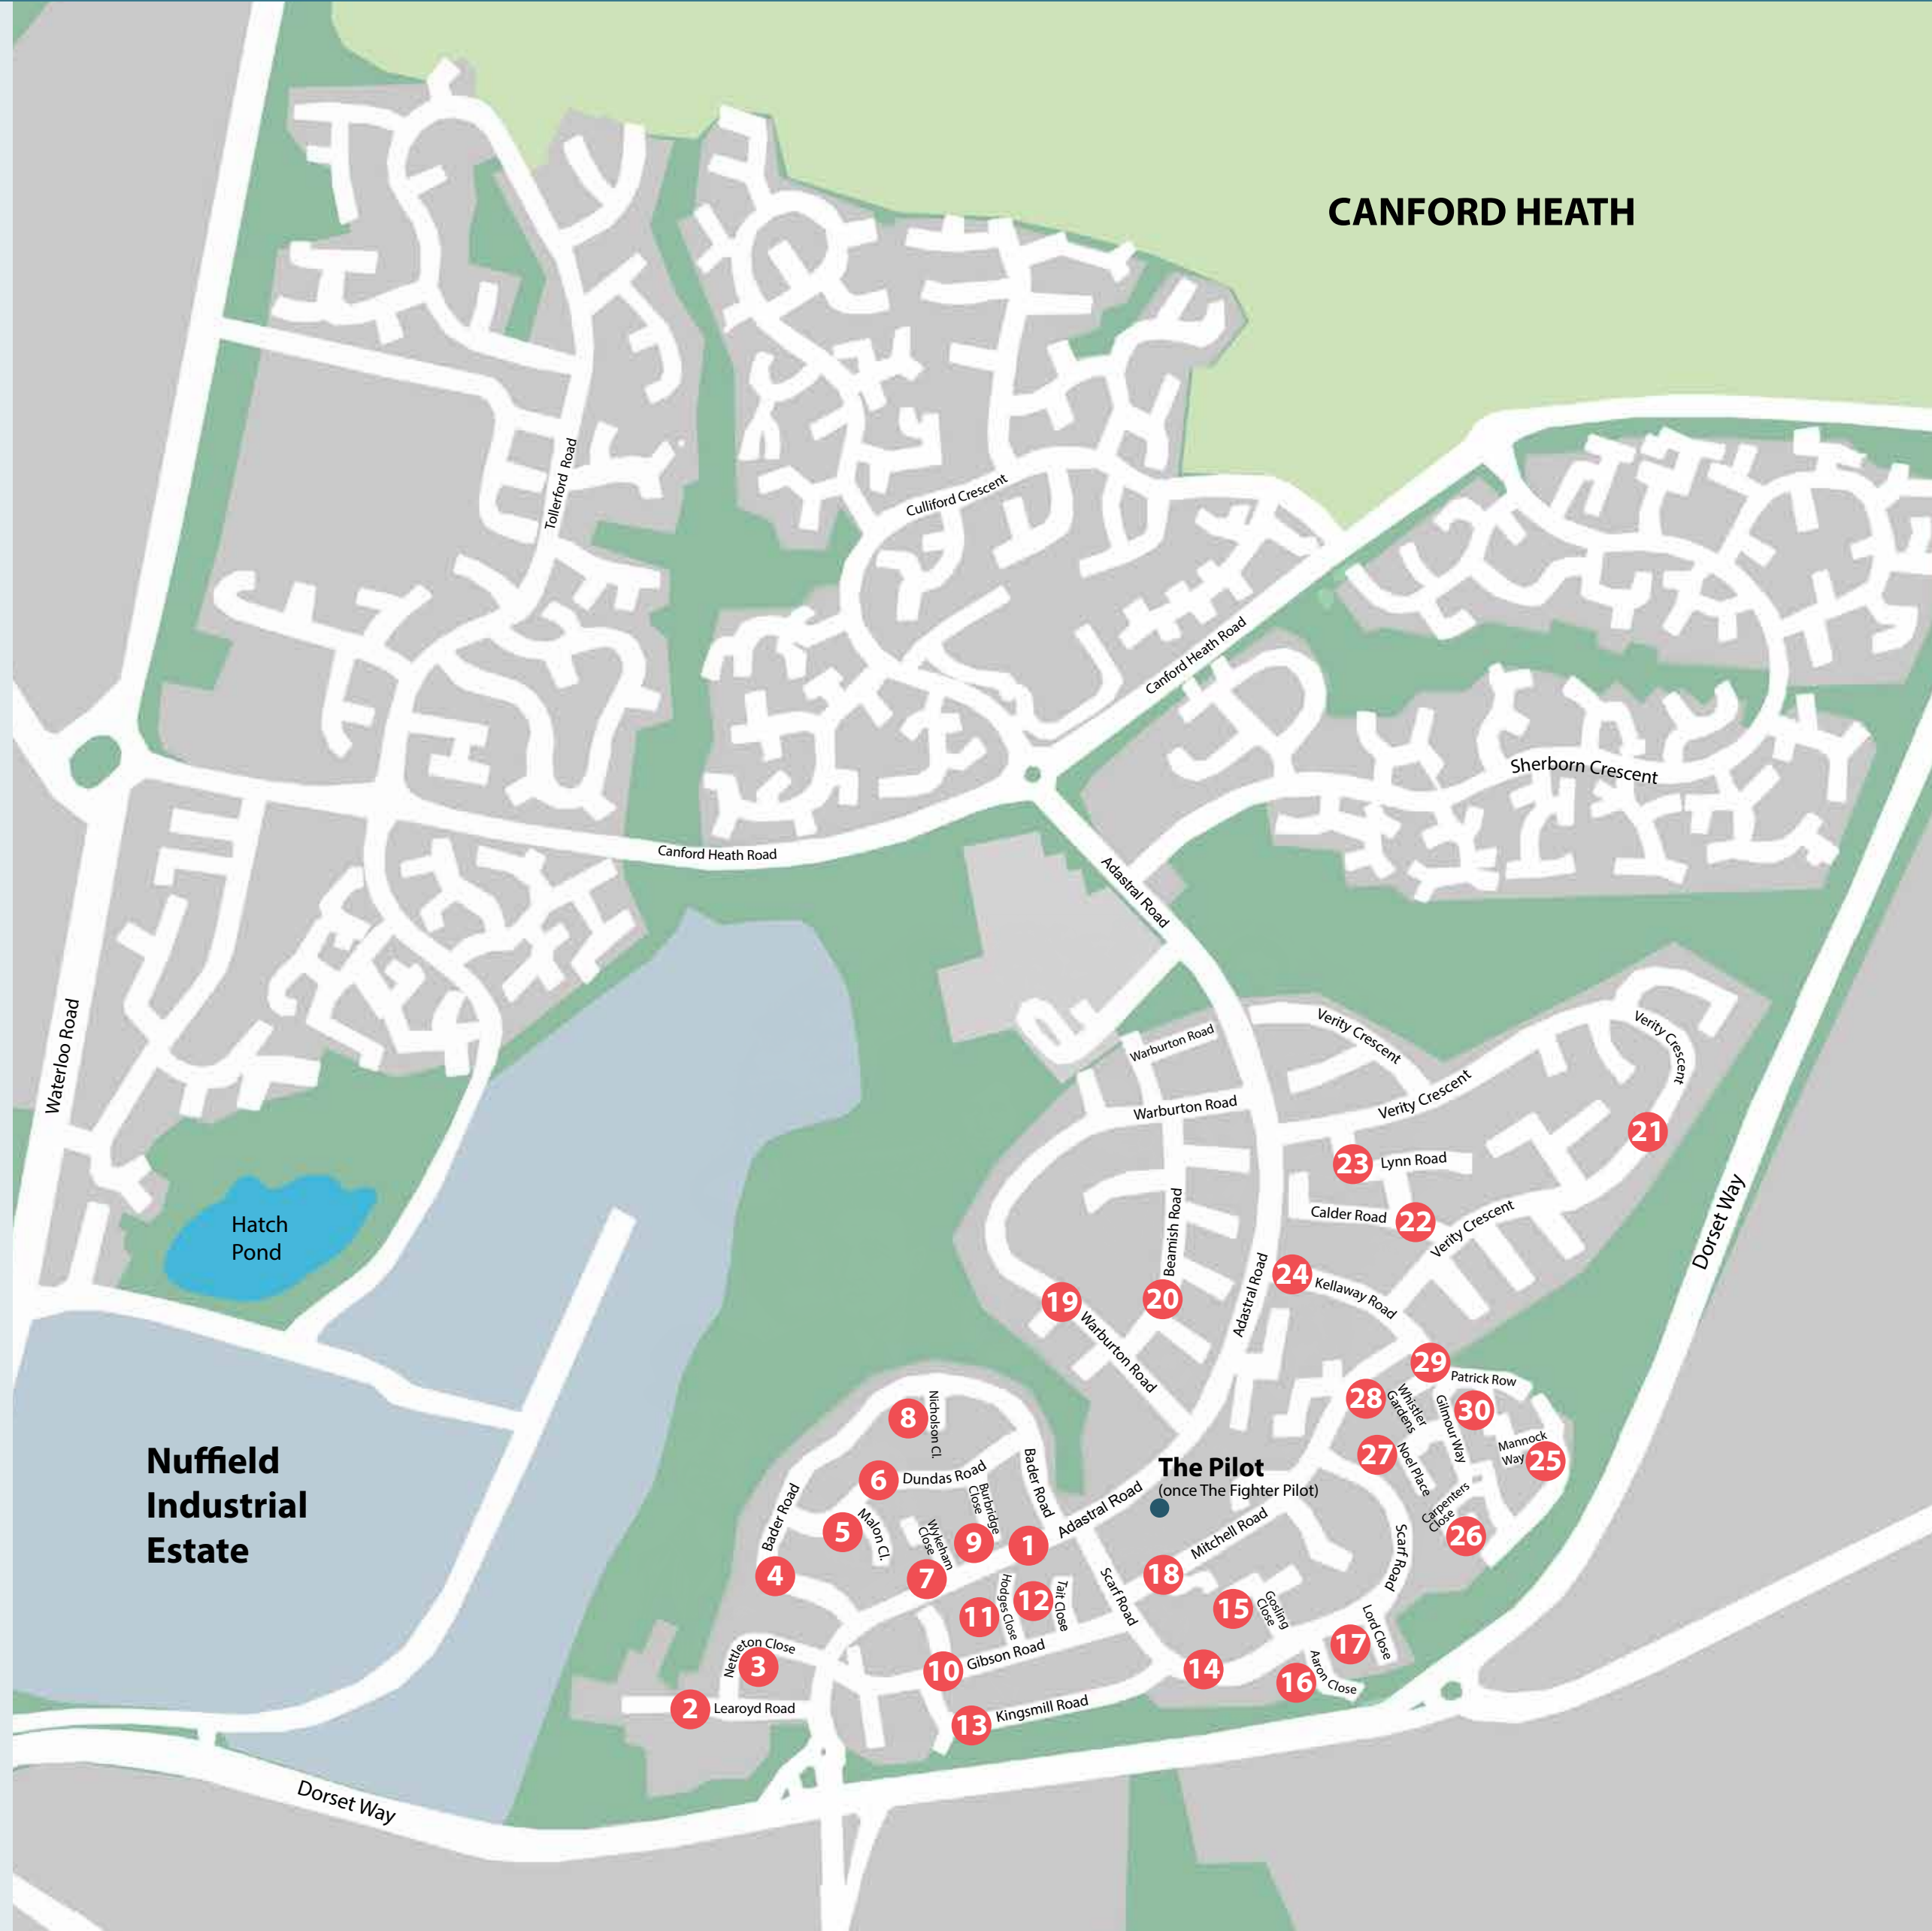 CANFORD HEATH
Tollerford Road
Culliford Crescent
Canford Heath Road
Sherborn Crescent
Canford Heath Road
Adastral Road
Waterloo Road
Warburton Road
Verity Crescent
Verity Crescent
Warburton Road
Verity Crescent
21
23
Lynn Road
Hatch
Pond
Beamish Road
Calder Road
22
Verity Crescent
Dorset Way
Adastral Road
24
Kellaway Road
19
20
Warburton Road
29
Patrick Row
28
Whistler
Gardens
Gilmour Way
30
8
Nicholson Cl.
Nuffield
Industrial
Estate
27
Noel Place
Mannock
Way
25
The Pilot
(once The Fighter Pilot)
6
Dundas Road
Bader Road
Bader Road
Burbridge
Close
Adastral Road
Carpenters
Close
26
5
Malon Cl.
Wykeham
Close
9
1
Mitchell Road
Scarf Road
4
7
18
Scarf Road
11
Hodges Close
12
Tait Close
15
Gosling
Close
Lord Close
17
Nettleton Close
3
10
Gibson Road
14
16
Aaron Close
2
Learoyd Road
13
Kingsmill Road
Dorset Way